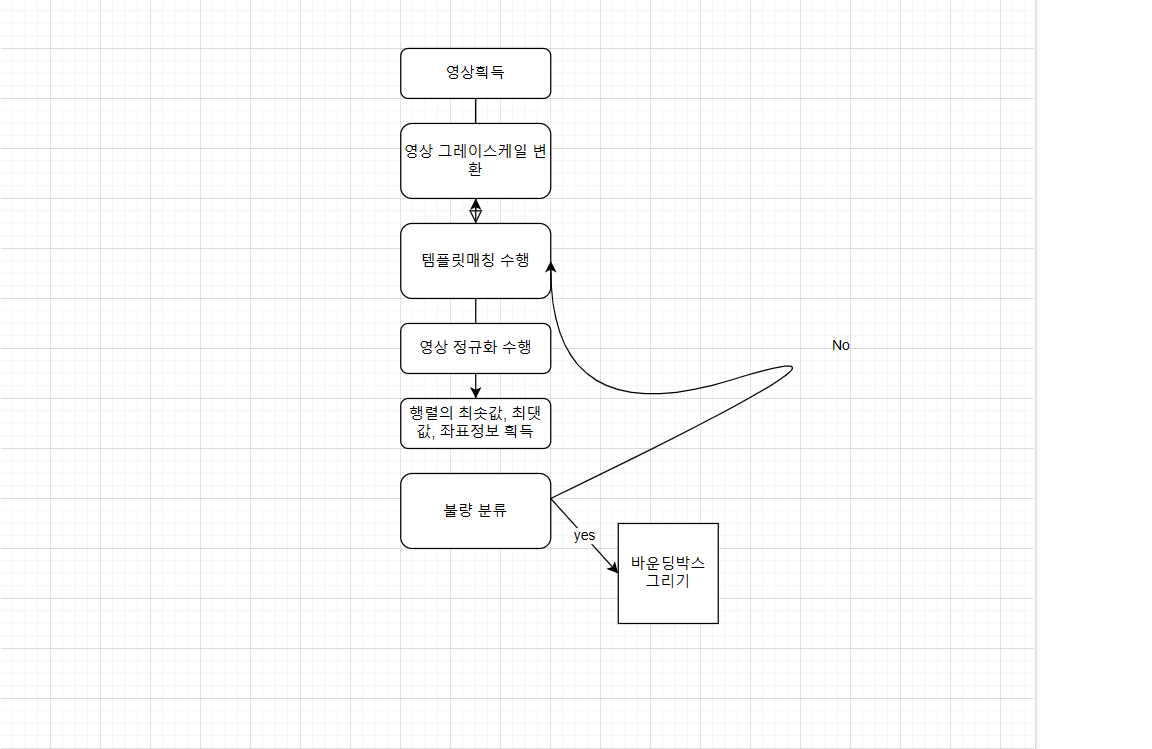 영상획득
영상 그레이스케일 변
환
템플릿매칭 수행
영상 정규화 수행
No
행렬의 최솟값, 최댓
값, 좌표정보 획득
불량 분류
yes
바운딩박스
그리기